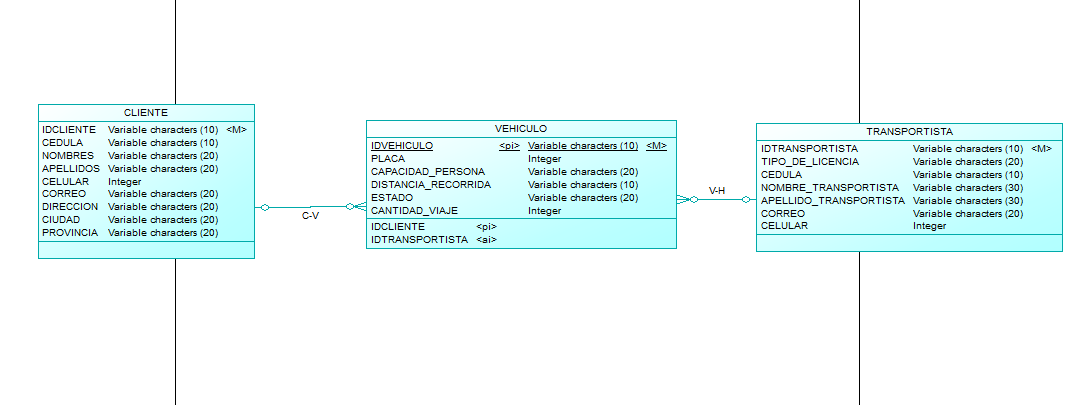 CLIENTE
IDCLIENTE Variable characters (10) <M>
CEDULA Variable characters (10)
NOMBRES Variable characters (20)
APELLIDOS Variable characters (20)
CELULAR Integer
CORREO Variable characters (20)
DIRECCION Variable characters (20)
CIUDAD Variable characters (20)
PROVINCIA Variable characters (20)
C-V
VEHICULO
IDVEHICULO <pi> Variable characters (10) <M>
PLACA Integer
CAPACIDAD_PERSONA Variable characters (20)
DISTANCIA_RECORRIDA Variable characters (10)
ESTADO Variable characters (20)
CANTIDAD_VIAJE Integer
IDCLIENTE <pi>
IDTRANSPORTISTA <ai>
V-H
TRANSPORTISTA
IDTRANSPORTISTA Variable characters (10) <M>
TIPO_DE_LICENCIA Variable characters (20)
CEDULA Variable characters (10)
NOMBRE_TRANSPORTISTA Variable characters (30)
APELLIDO_TRANSPORTISTA Variable characters (30)
CORREO Variable characters (20)
CELULAR Integer